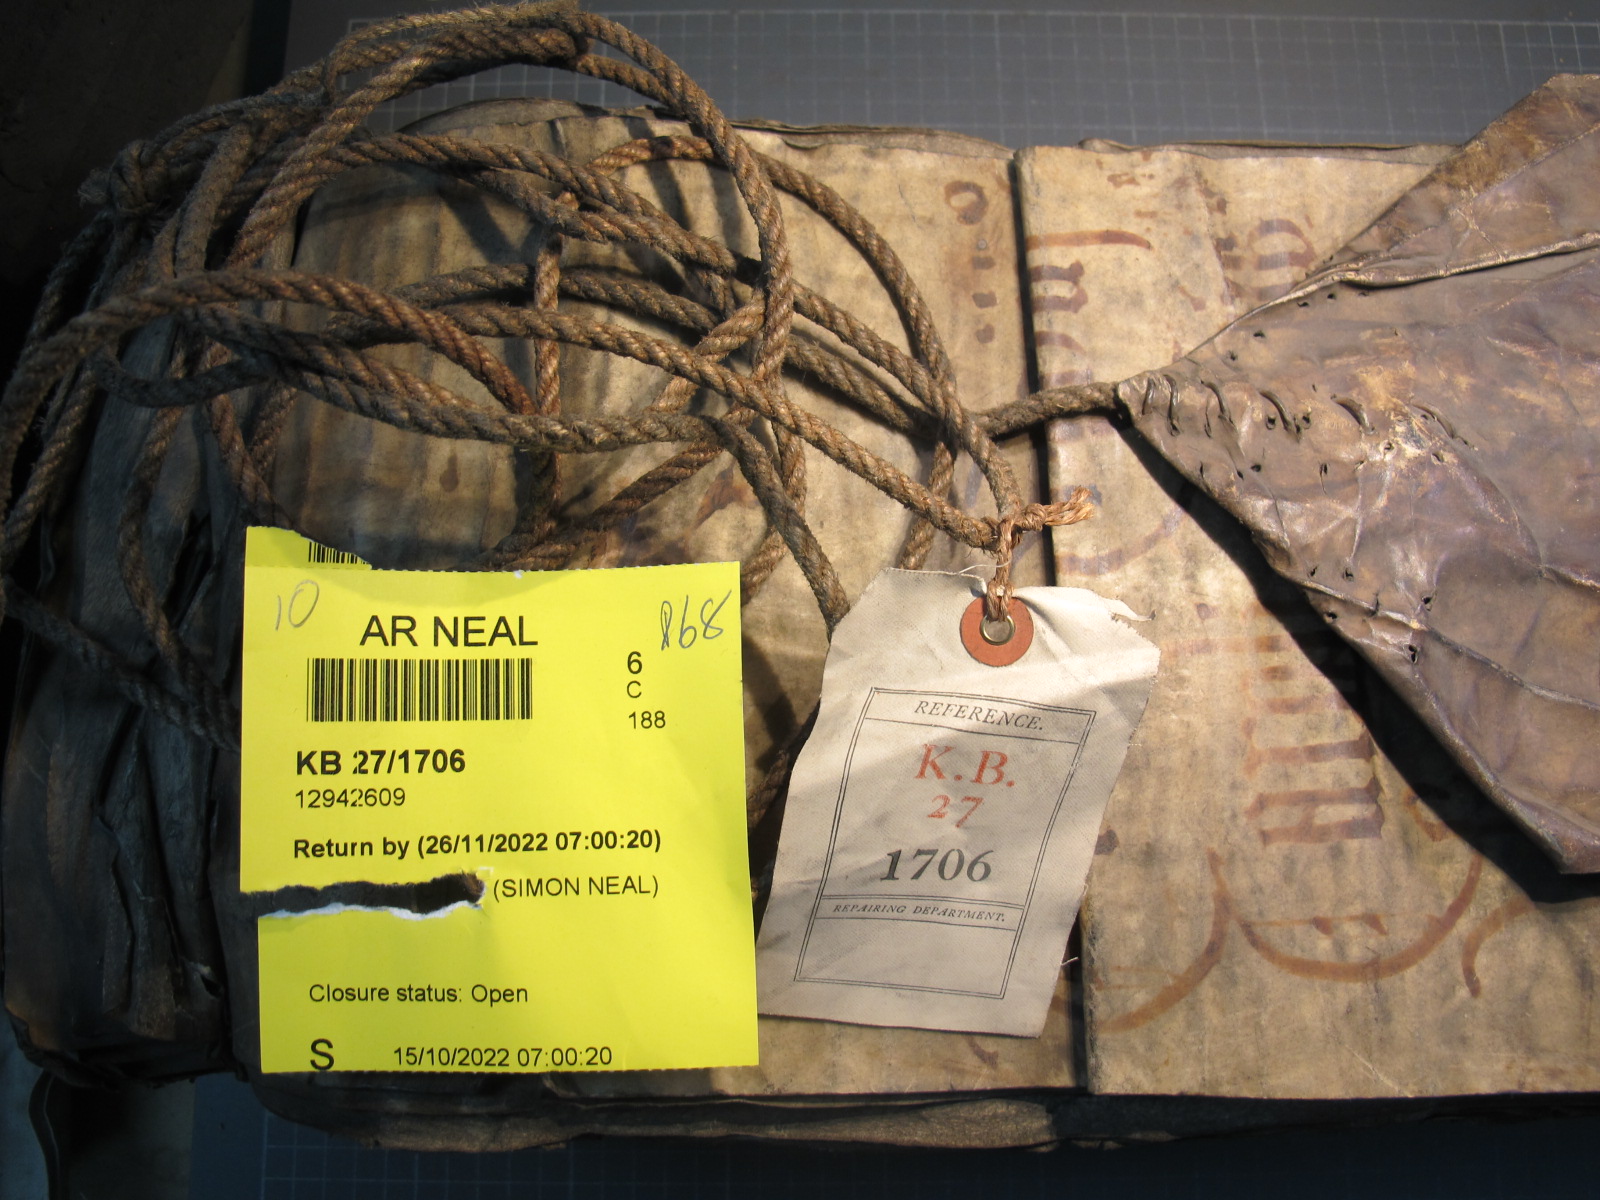 10
AR NEAL
868
6
C
188
KB 27/1706
12942609
Return by (26/11/2022 07:00:20)
(SIMON NEAL)
Closure status: Open
S 15/10/2022 07:00:20
REFERENCE.
K.B.
27
1706
REPAIRING DEPARTMENT.